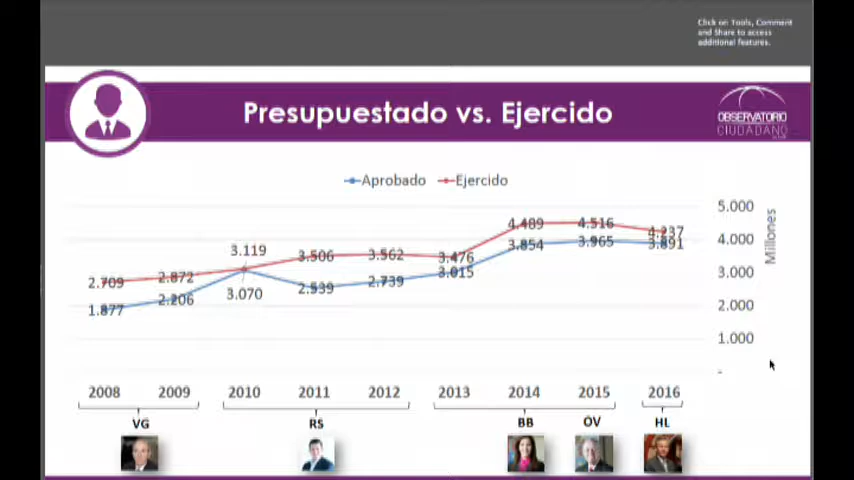 Click on Tools, Comment
and Share to access
additional features.
Presupuestado vs. Ejercido
OBSERVATORIO
CIUDADANO
Aprobado Ejercido
5.000
4.000
3.000
2.000
1.000
-
Millones
2.709 2.872 3.119 3.506 3.562 3.476 4.489 4.516 4.237
1.877 2.206 3.070 2.539 2.739 3.015 3.854 3.965 3.891
2008 2009 2010 2011 2012 2013 2014 2015 2016
VG RS BB OV HL